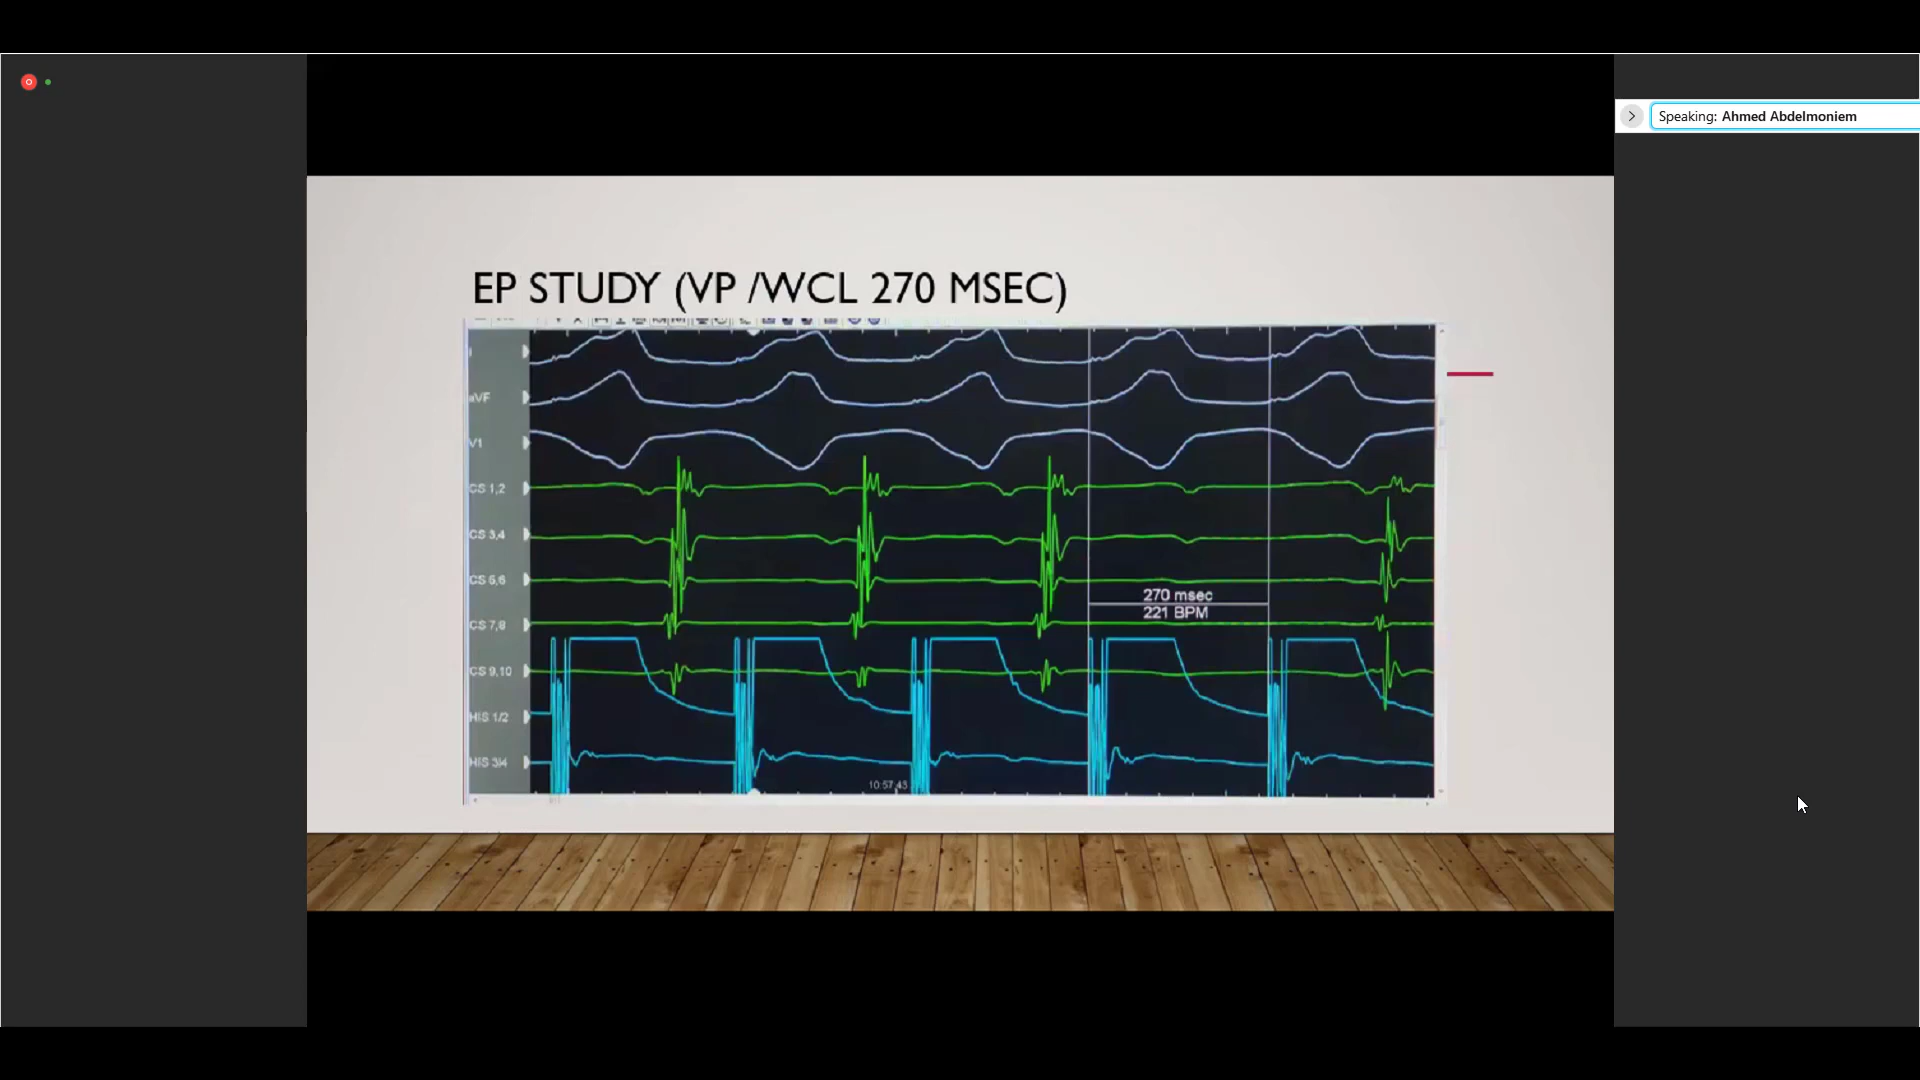 Speaking: Ahmed Abdelmoniem
EP STUDY (VP /WCL 270 MSEC)
I
aVF
V1
CS 1,2
CS 3,4
CS 5,6
CS 7,8
CS 9,10
HIS 1/2
HIS 3/4
270 msec
221 BPM
10:57:43